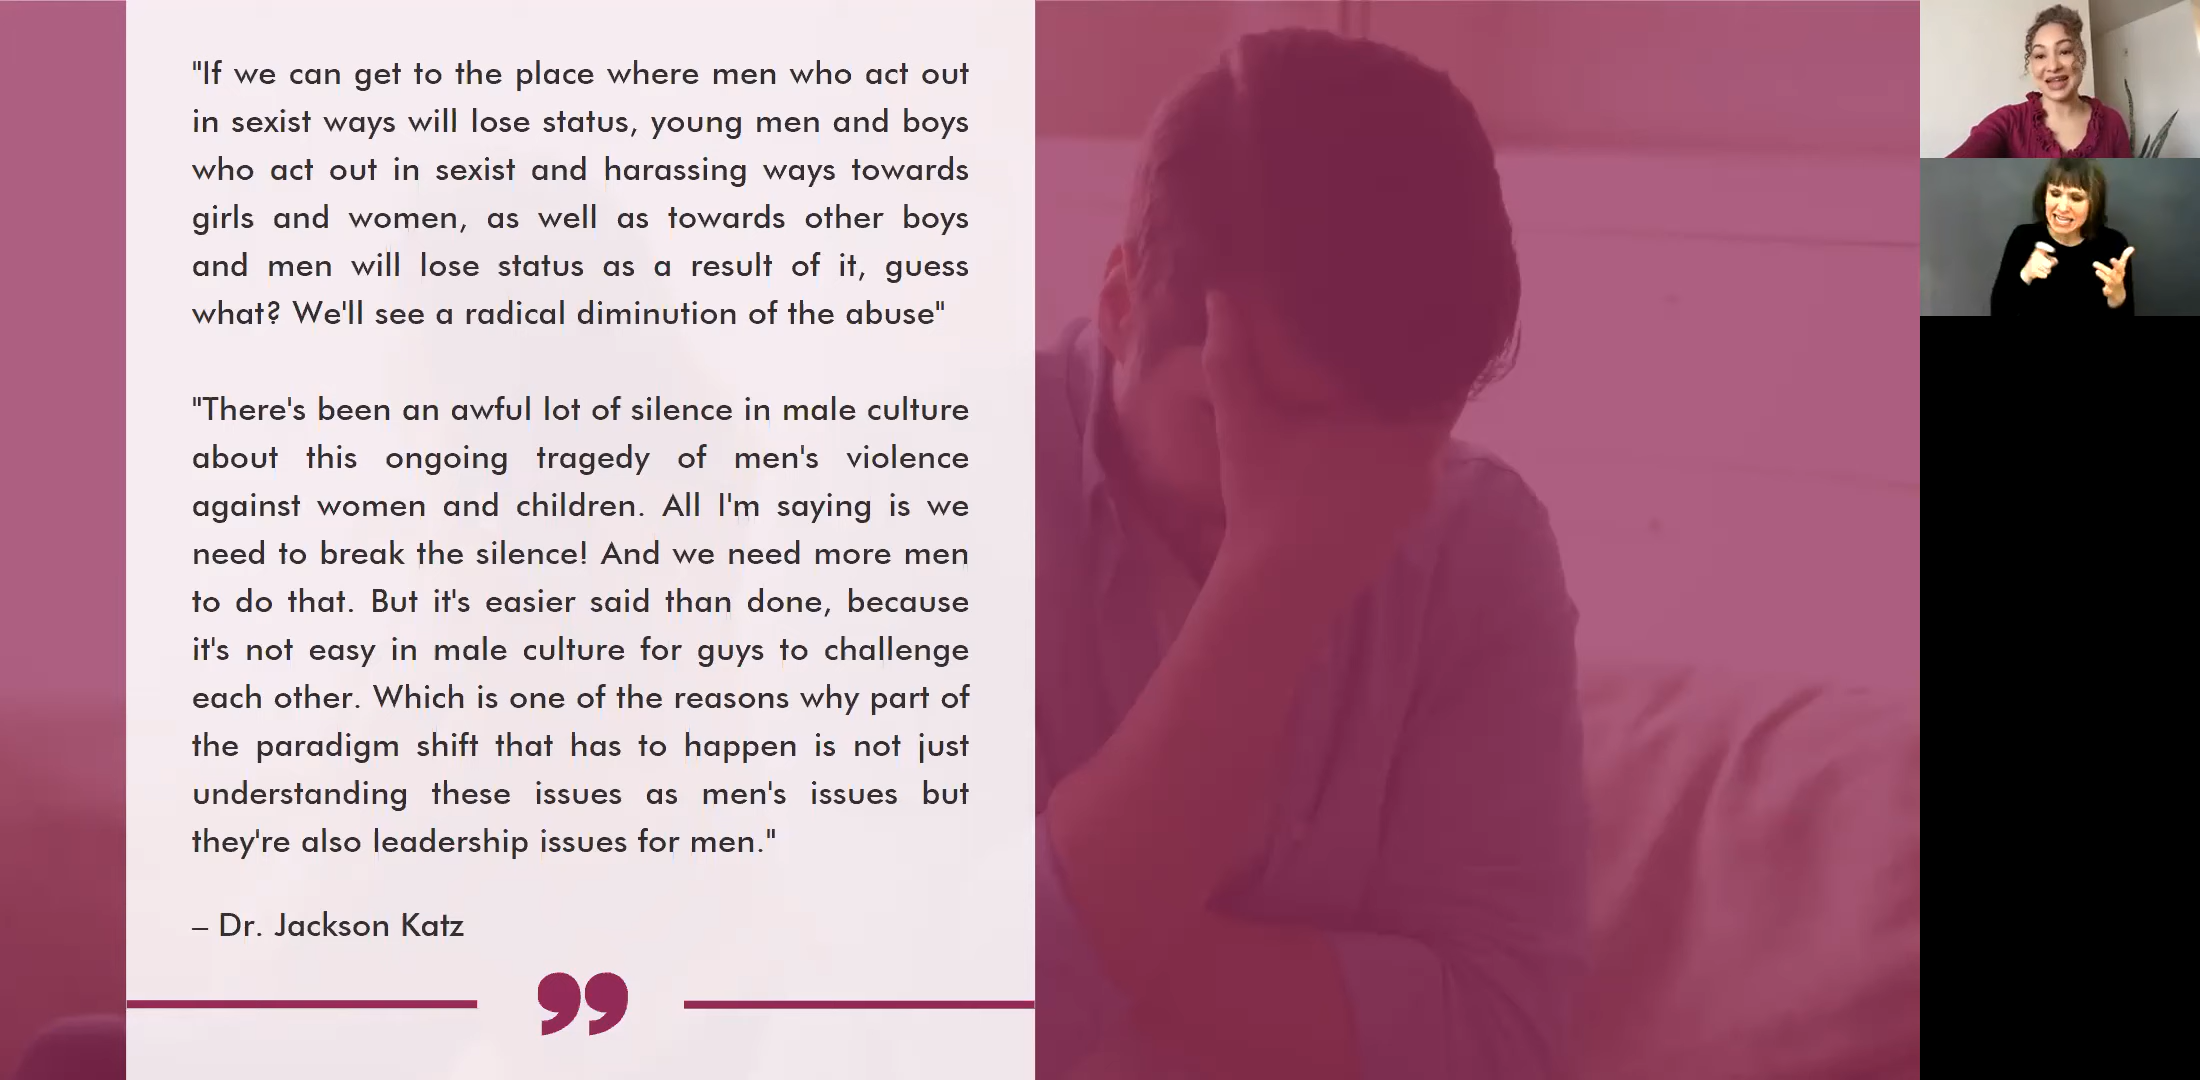 "If we can get to the place where men who act out
in sexist ways will lose status, young men and boys
who act out in sexist and harassing ways towards
girls and women, as well as towards other boys
and men will lose status as a result of it, guess
what? We'll see a radical diminution of the abuse"
"There's been an awful lot of silence in male culture
about this ongoing tragedy of men's violence
against women and children. All I'm saying is we
need to break the silence! And we need more men
to do that. But it's easier said than done, because
it's not easy in male culture for guys to challenge
each other. Which is one of the reasons why part of
the paradigm shift that has to happen is not just
understanding these issues as men's issues but
they're also leadership issues for men."
– Dr. Jackson Katz